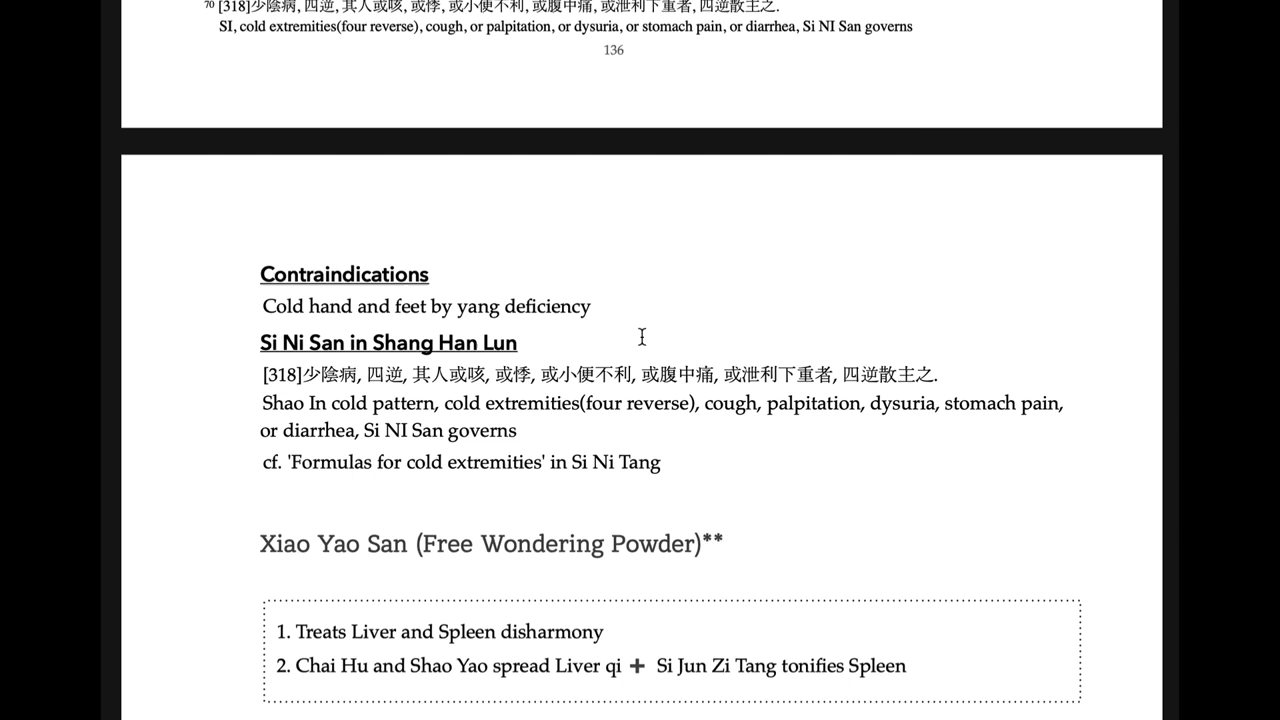 70 [318]少陰病, 四逆, 其人或咳, 或悸, 或小便不利, 或腹中痛, 或泄利下重者, 四逆散主之.
SI, cold extremities(four reverse), cough, or palpitation, or dysuria, or stomach pain, or diarrhea, Si NI San governs
136
Contraindications
Cold hand and feet by yang deficiency
Si Ni San in Shang Han Lun
[318]少陰病, 四逆, 其人或咳, 或悸, 或小便不利, 或腹中痛, 或泄利下重者, 四逆散主之.
Shao In cold pattern, cold extremities(four reverse), cough, palpitation, dysuria, stomach pain,
or diarrhea, Si NI San governs
cf. 'Formulas for cold extremities' in Si Ni Tang
Xiao Yao San (Free Wondering Powder)**
1. Treats Liver and Spleen disharmony
2. Chai Hu and Shao Yao spread Liver qi ➕ Si Jun Zi Tang tonifies Spleen